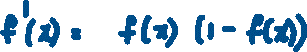 f'(x) = f(x) (1 - f(x))